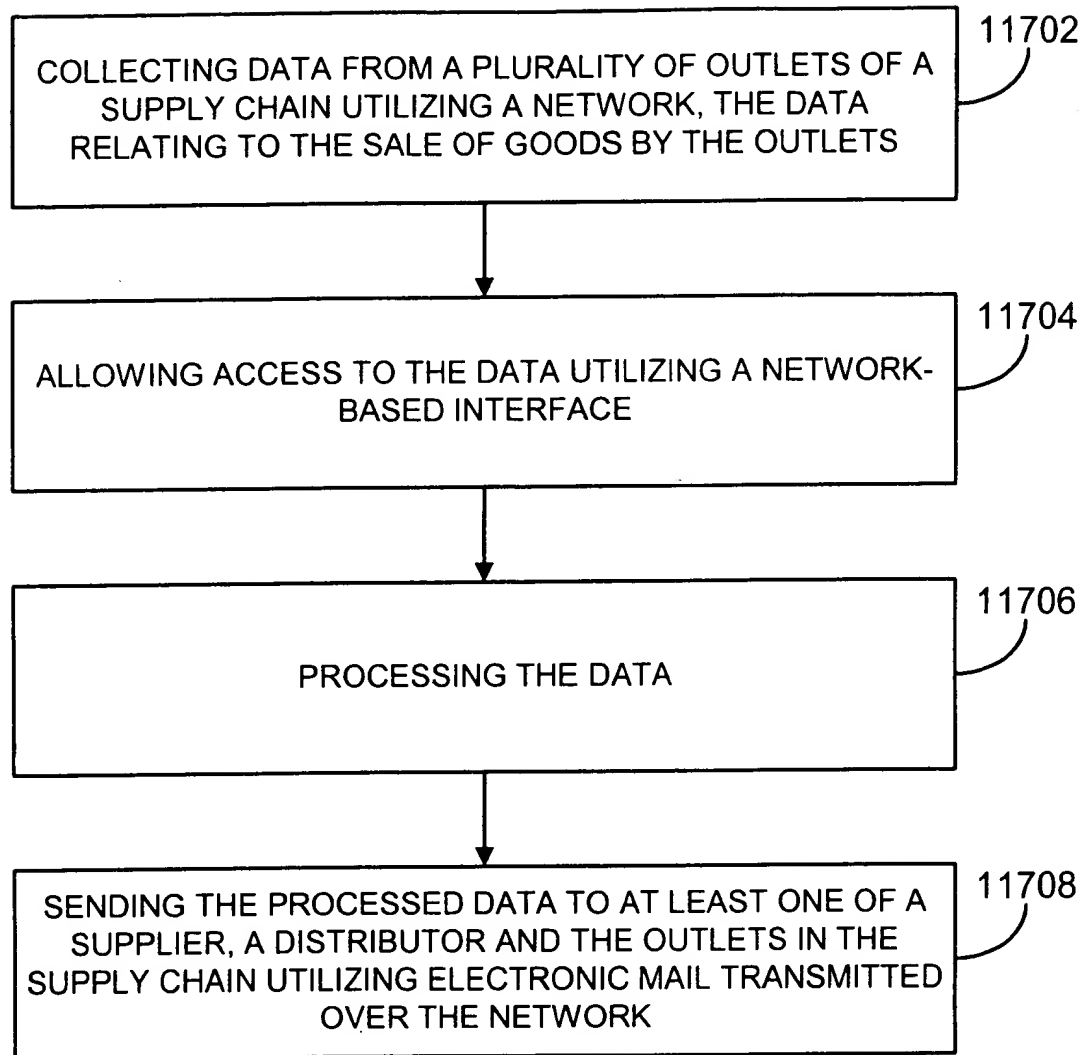 11702
COLLECTING DATA FROM A PLURALITY OF OUTLETS OF A
SUPPLY CHAIN UTILIZING A NETWORK, THE DATA
RELATING TO THE SALE OF GOODS BY THE OUTLETS
11704
ALLOWING ACCESS TO THE DATA UTILIZING A NETWORK-
BASED INTERFACE
11706
PROCESSING THE DATA
11708
SENDING THE PROCESSED DATA TO AT LEAST ONE OF A
SUPPLIER, A DISTRIBUTOR AND THE OUTLETS IN THE
SUPPLY CHAIN UTILIZING ELECTRONIC MAIL TRANSMITTED
OVER THE NETWORK